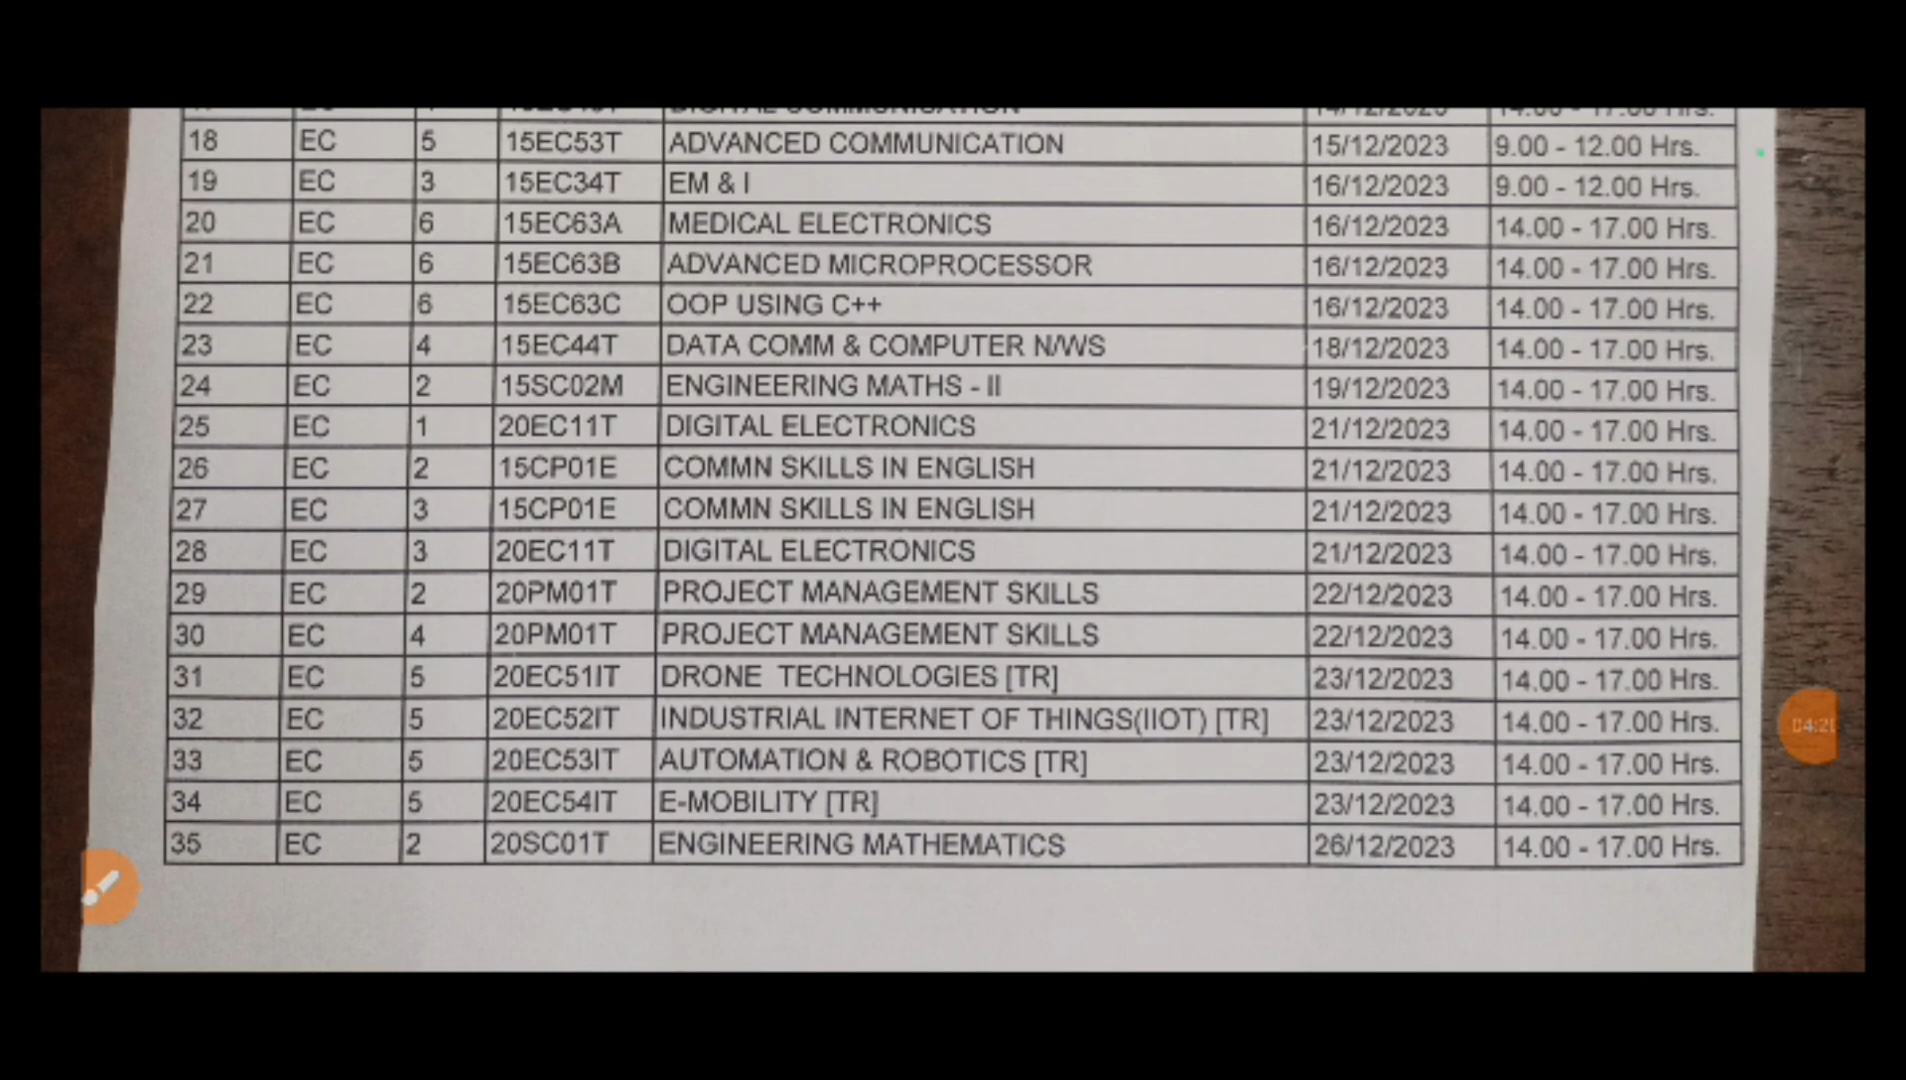 DIGITAL COMMUNICATION 14/12/2023 14.00 - 17.00 Hrs.
18 EC 5 15EC53T ADVANCED COMMUNICATION 15/12/2023 9.00 - 12.00 Hrs.
19 EC 3 15EC34T EM & I 16/12/2023 9.00 - 12.00 Hrs.
20 EC 6 15EC63A MEDICAL ELECTRONICS 16/12/2023 14.00 - 17.00 Hrs.
21 EC 6 15EC63B ADVANCED MICROPROCESSOR 16/12/2023 14.00 - 17.00 Hrs.
22 EC 6 15EC63C OOP USING C++ 16/12/2023 14.00 - 17.00 Hrs.
23 EC 4 15EC44T DATA COMM & COMPUTER N/WS 18/12/2023 14.00 - 17.00 Hrs.
24 EC 2 15SC02M ENGINEERING MATHS - II 19/12/2023 14.00 - 17.00 Hrs.
25 EC 1 20EC11T DIGITAL ELECTRONICS 21/12/2023 14.00 - 17.00 Hrs.
26 EC 2 15CP01E COMMN SKILLS IN ENGLISH 21/12/2023 14.00 - 17.00 Hrs.
27 EC 3 15CP01E COMMN SKILLS IN ENGLISH 21/12/2023 14.00 - 17.00 Hrs.
28 EC 3 20EC11T DIGITAL ELECTRONICS 21/12/2023 14.00 - 17.00 Hrs.
29 EC 2 20PM01T PROJECT MANAGEMENT SKILLS 22/12/2023 14.00 - 17.00 Hrs.
30 EC 4 20PM01T PROJECT MANAGEMENT SKILLS 22/12/2023 14.00 - 17.00 Hrs.
31 EC 5 20EC51IT DRONE TECHNOLOGIES [TR] 23/12/2023 14.00 - 17.00 Hrs.
32 EC 5 20EC52IT INDUSTRIAL INTERNET OF THINGS(IIOT) [TR] 23/12/2023 14.00 - 17.00 Hrs.
33 EC 5 20EC53IT AUTOMATION & ROBOTICS [TR] 23/12/2023 14.00 - 17.00 Hrs.
34 EC 5 20EC54IT E-MOBILITY [TR] 23/12/2023 14.00 - 17.00 Hrs.
35 EC 2 20SC01T ENGINEERING MATHEMATICS 26/12/2023 14.00 - 17.00 Hrs.